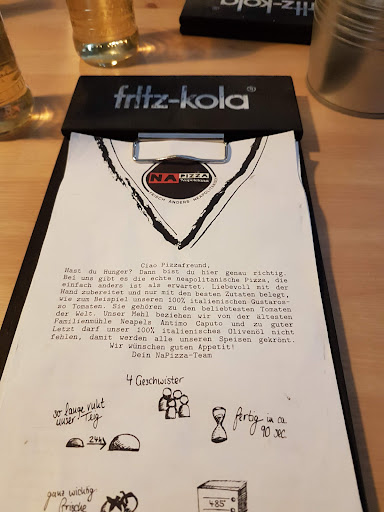 fritz-kola
fritz-kola®
NA PIZZA
Napoletana
Ciao Pizzafreund,
Hast du Hunger? Dann bist du hier genau richtig.
Bei uns gibt es die echte neapolitanische Pizza, die
einfach anders ist als erwartet. Liebevoll mit der
Hand zubereitet und nur mit den besten Zutaten belegt,
wie zum Beispiel unseren 100% italienischen Gustaros-
so Tomaten. Sie gehören zu den beliebtesten Tomaten
der Welt. Unser Mehl beziehen wir von der ältesten
Familienmühle Neapels Antimo Caputo und zu guter
Letzt darf unser 100% italienisches Olivenöl nicht
fehlen, damit werden alle unseren Speisen gekrönt.
Wir wünschen guten Appetit!
Dein NaPizza-Team
4 Geschwister
so lange ruht
unser Teig
24h
fertig in ca
90 sec.
ganz wichtig
frische
485°